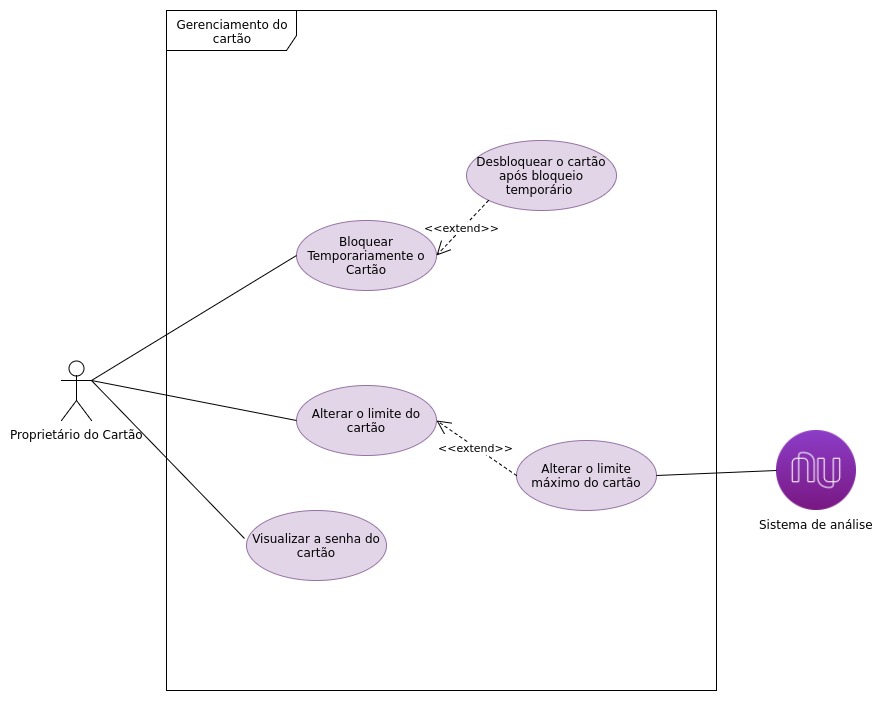 Gerenciamento do
cartão
Desbloquear o cartão
após bloqueio
temporário
<<extend>>
Bloquear
Temporariamente o
Cartão
Proprietário do Cartão
Alterar o limite do
cartão
<<extend>>
Alterar o limite
máximo do cartão
nu
Sistema de análise
Visualizar a senha do
cartão